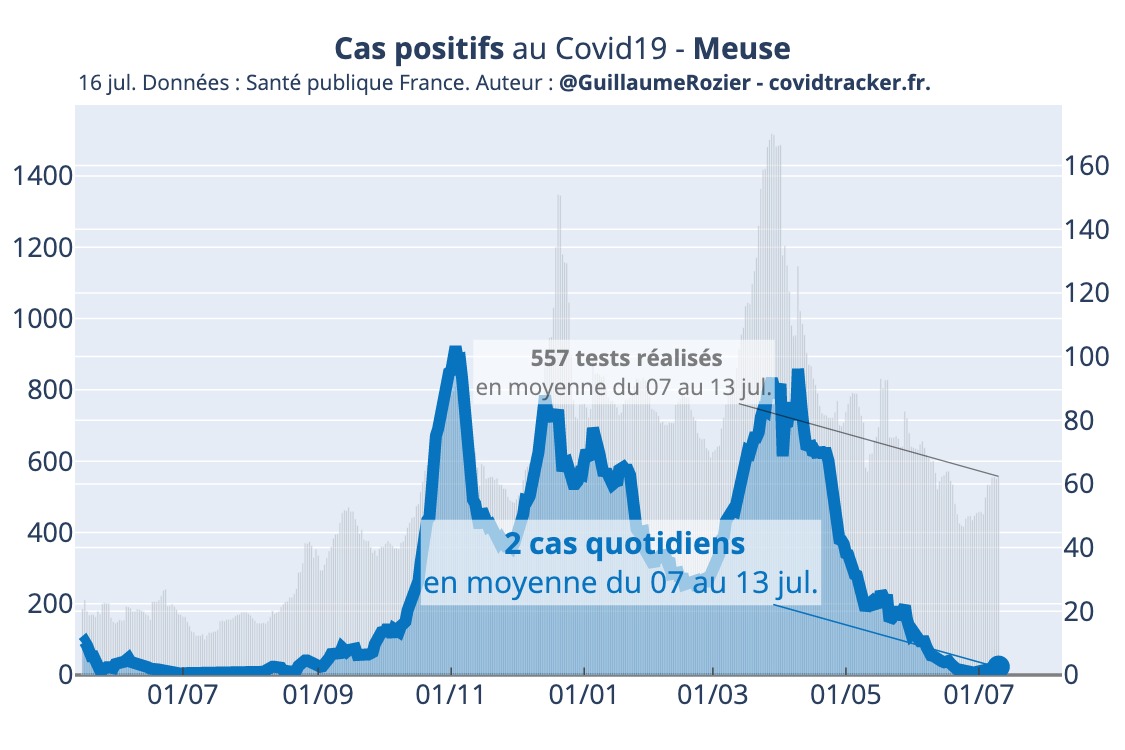 Cas positifs au Covid19 - Meuse
16 jul. Données : Santé publique France. Auteur : @GuillaumeRozier - covidtracker.fr.
1400
1200
1000
800
600
400
200
0
160
140
120
100
80
60
40
20
0
557 tests réalisés
en moyenne du 07 au 13 jul.
2 cas quotidiens
en moyenne du 07 au 13 jul.
01/07 01/09 01/11 01/01 01/03 01/05 01/07